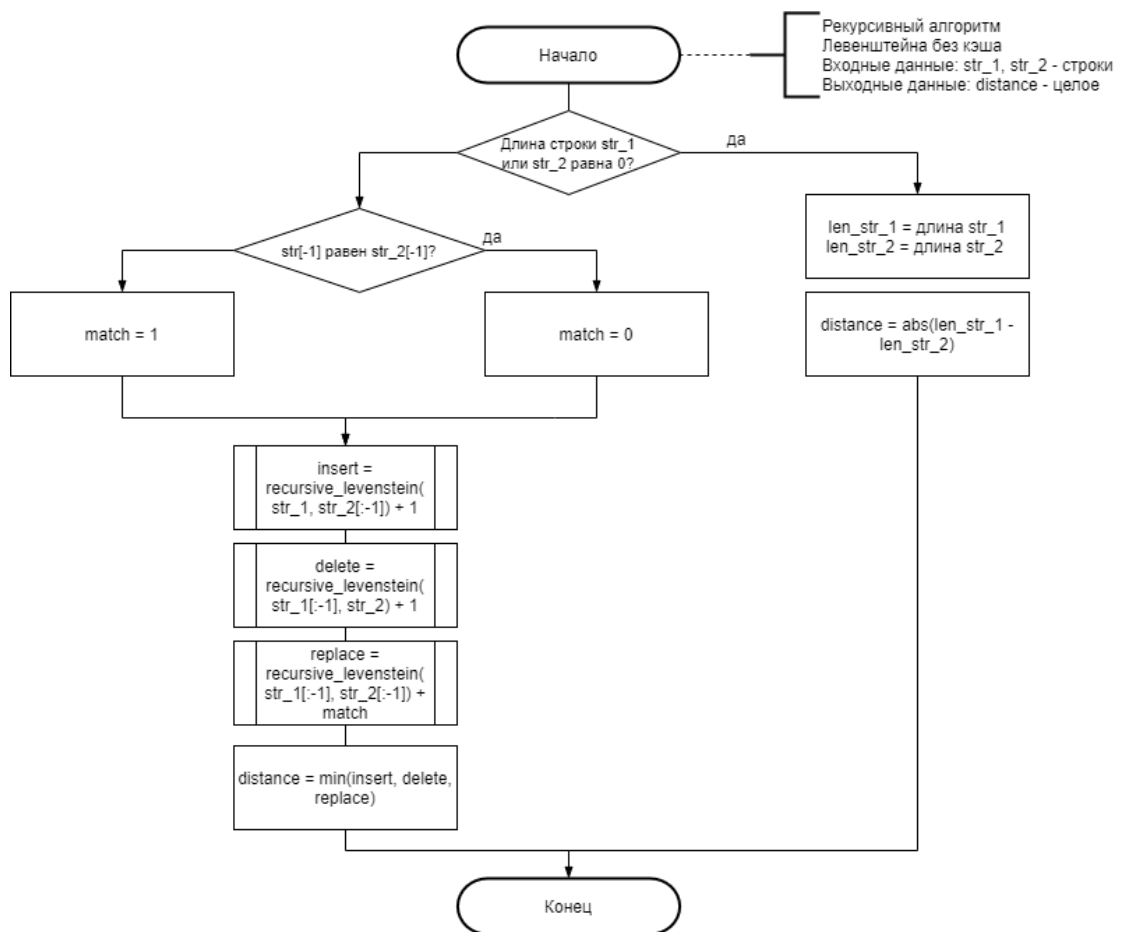 Начало
Рекурсивный алгоритм
Левенштейна без кэша
Входные данные: str_1, str_2 - строки
Выходные данные: distance - целое
Длина строки str_1
или str_2 равна 0?
да
str[-1] равен str_2[-1]?
да
len_str_1 = длина str_1
len_str_2 = длина str_2
match = 1
match = 0
distance = abs(len_str_1 -
len_str_2)
insert =
recursive_levenstein(
str_1, str_2[:-1]) + 1
delete =
recursive_levenstein(
str_1[:-1], str_2) + 1
replace =
recursive_levenstein(
str_1[:-1], str_2[:-1]) +
match
distance = min(insert, delete,
replace)
Конец